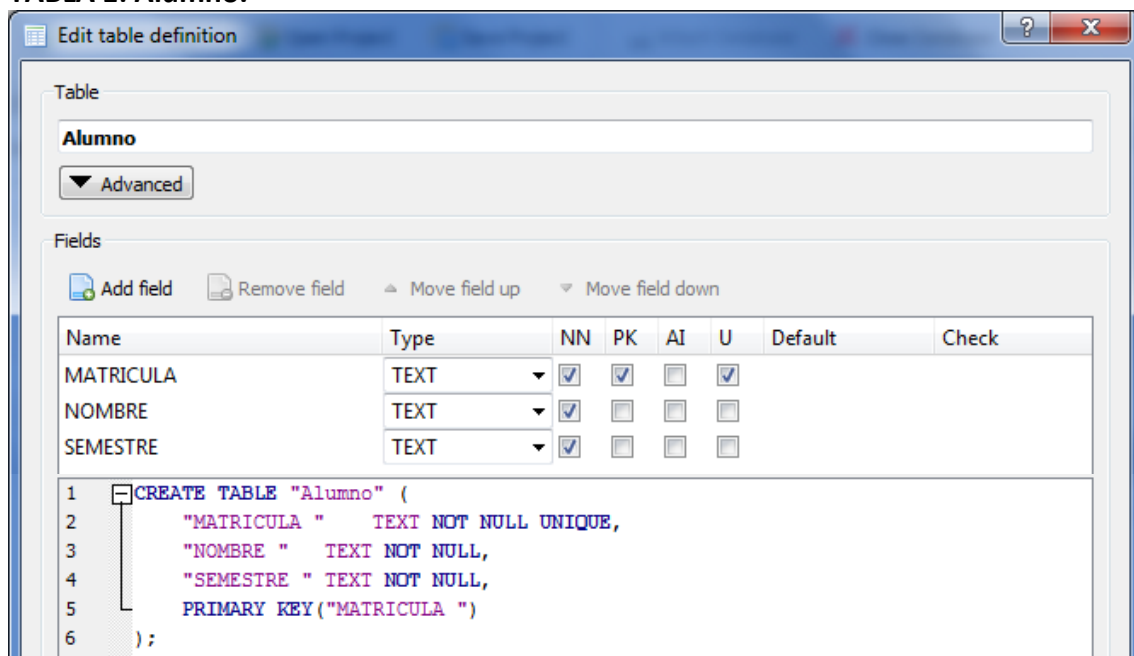 TABLA 1: Alumno:
Edit table definition
Table
Alumno
Advanced
Fields
Add field Remove field Move field up Move field down
Name Type NN PK AI U Default Check
MATRICULA TEXT
NOMBRE TEXT
SEMESTRE TEXT
1 CREATE TABLE "Alumno" (
2 "MATRICULA " TEXT NOT NULL UNIQUE,
3 "NOMBRE " TEXT NOT NULL,
4 "SEMESTRE " TEXT NOT NULL,
5 PRIMARY KEY("MATRICULA ")
6 );